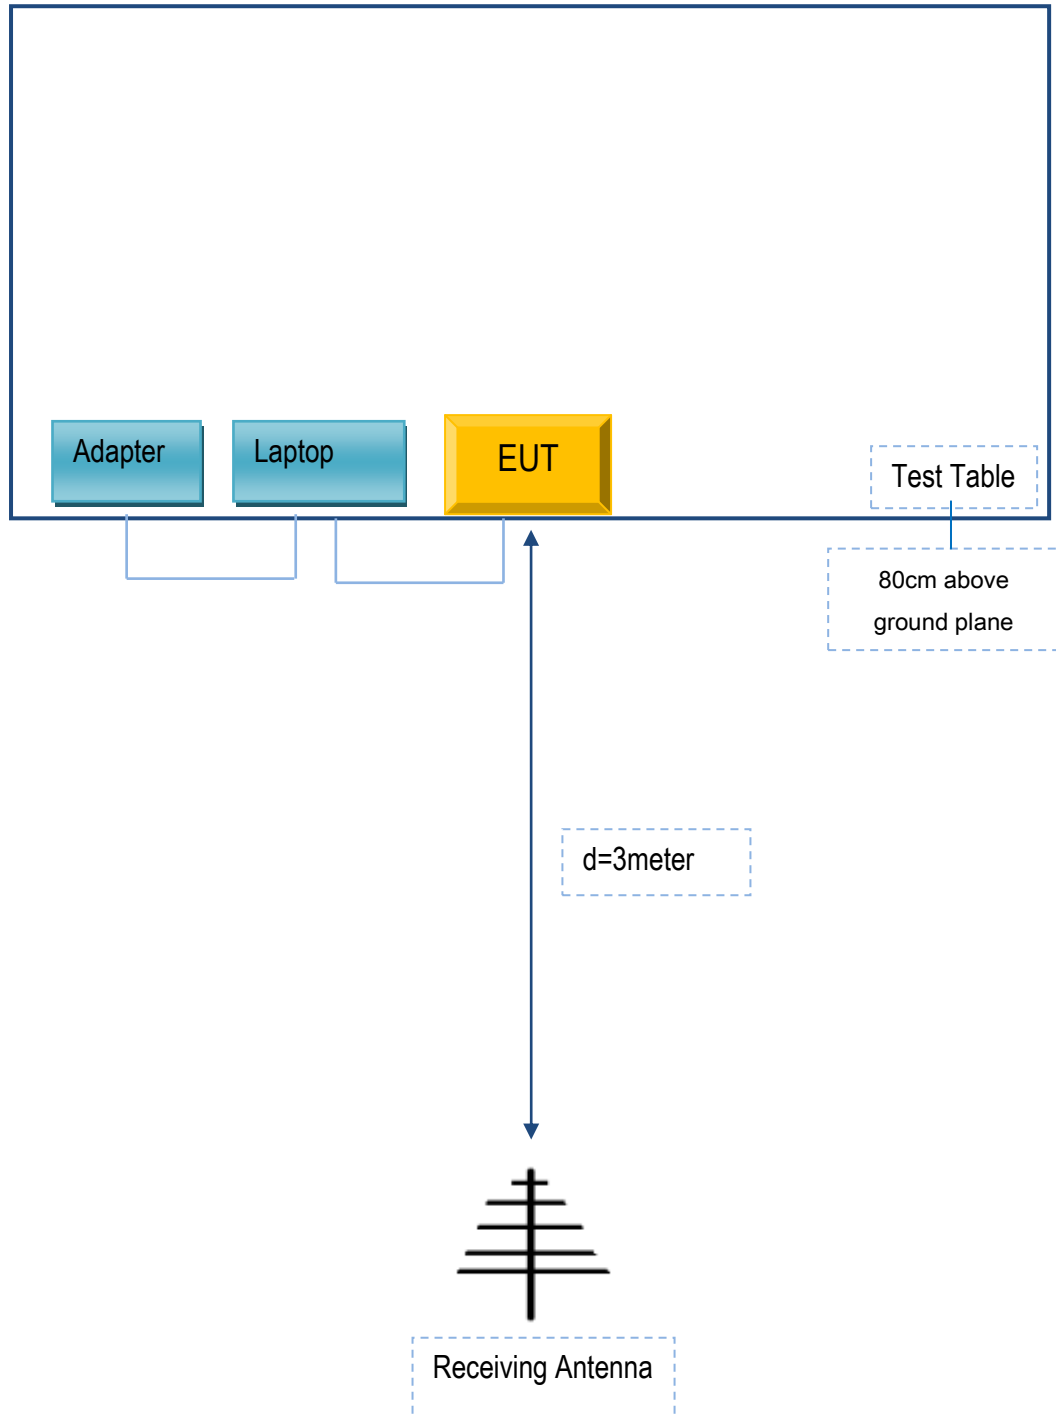 Adapter
Laptop
EUT
Test Table
80cm above
ground plane
d=3meter
Receiving Antenna